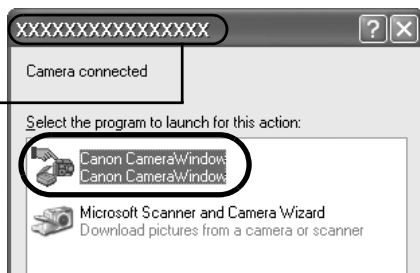 XXXXXXXXXXXXXXXX
Camera connected
Select the program to launch for this action:
Canon CameraWindow
Canon CameraWindow
Microsoft Scanner and Camera Wizard
Download pictures from a camera or scanner